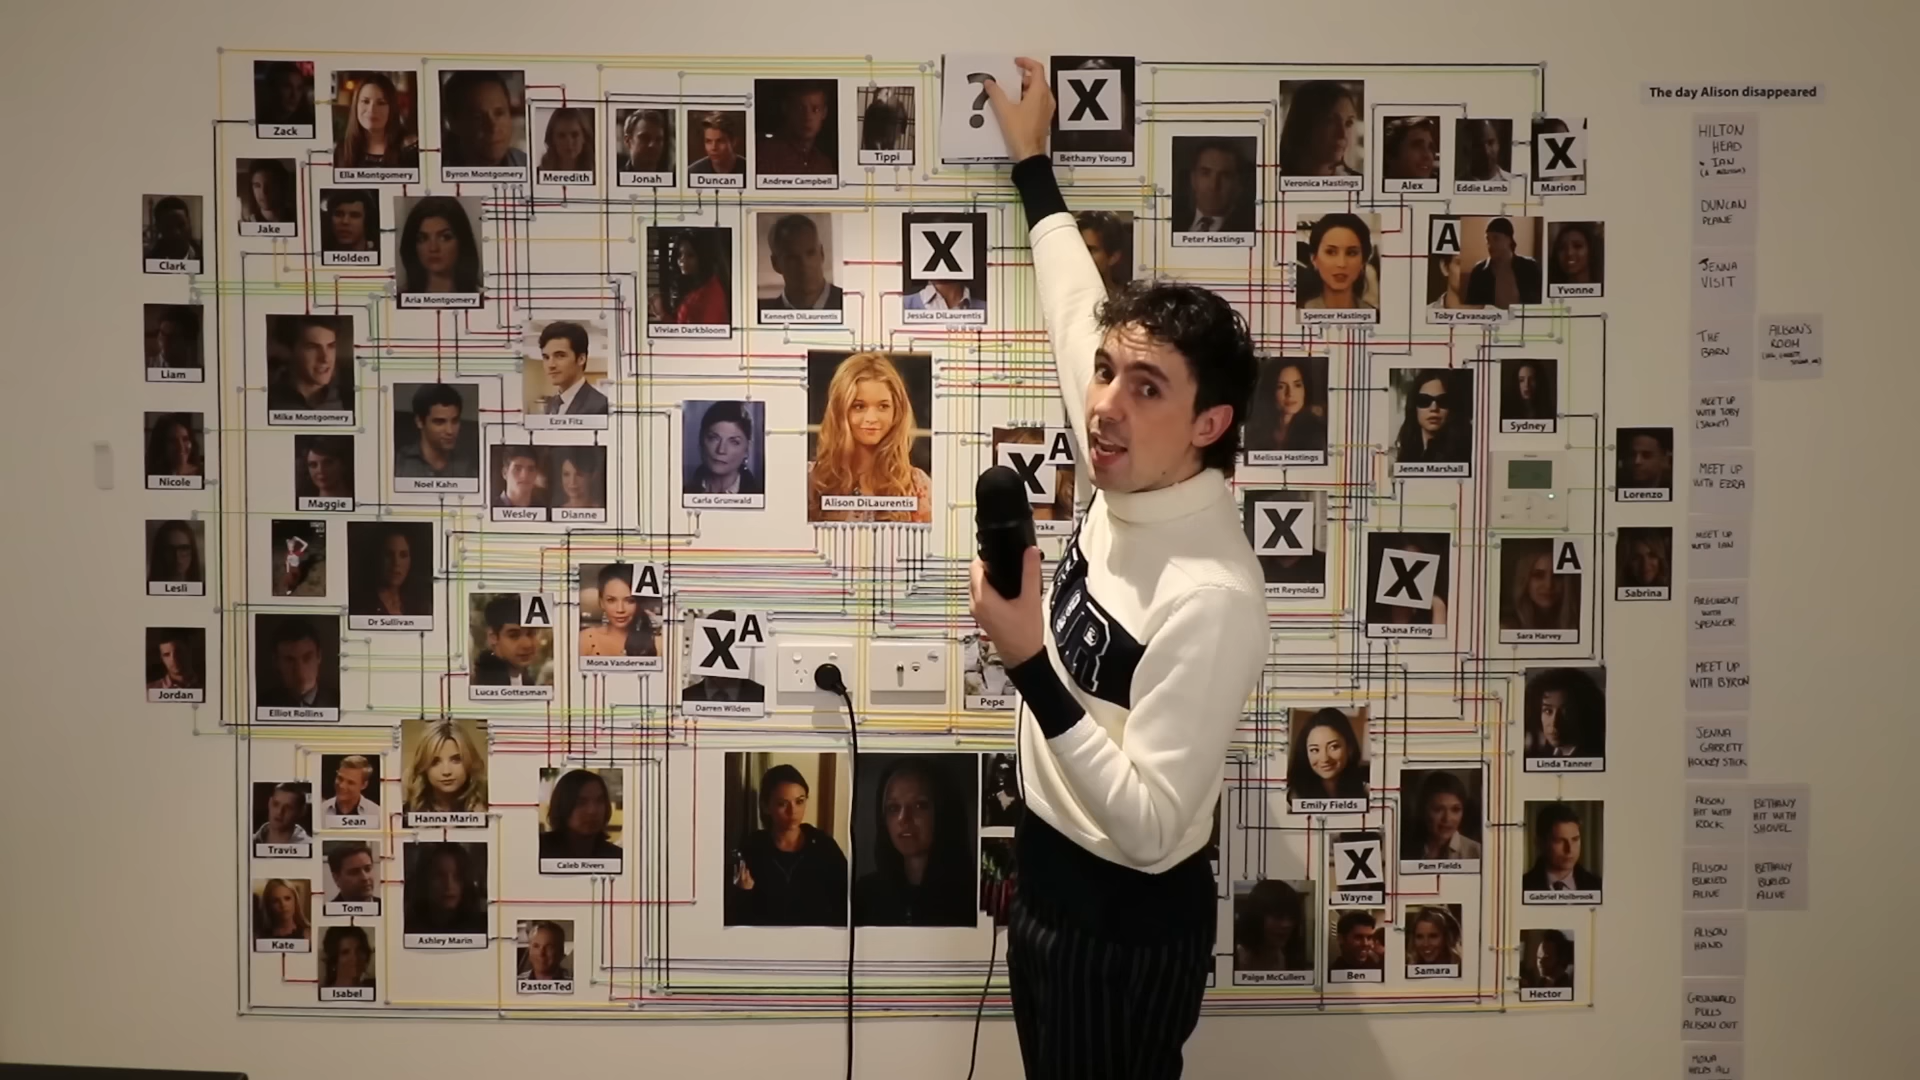 The day Alison disappeared
?
X
Zack
Ella Montgomery
Byron Montgomery
Meredith
Jonah
Duncan
Andrew Campbell
Tippi
Bethany Young
Veronica Hastings
Alex
Eddie Lamb
X
Marion
Clark
Jake
Holden
Aria Montgomery
Vivian Darkbloom
Kenneth DiLaurentis
X
Jessica DiLaurentis
Peter Hastings
Spencer Hastings
A
Toby Cavanaugh
Yvonne
Liam
Mike Montgomery
Ezra Fitz
Noel Kahn
Nicole
Maggie
Wesley
Dianne
Carla Grunwald
Alison DiLaurentis
X
A
Melissa Hastings
Jenna Marshall
Sydney
Lorenzo
Lesli
Dr Sullivan
A
Lucas Gottesman
A
Mona Vanderwaal
X
A
Darren Wilden
Pepe
X
rett Reynolds
X
Shana Fring
A
Sara Harvey
Sabrina
Jordan
Elliot Rollins
Sean
Hanna Marin
Travis
Caleb Rivers
R
Emily Fields
Pam Fields
Linda Tanner
Tom
Kate
Ashley Marin
Isabel
Pastor Ted
X
Wayne
Gabriel Holbrook
Paige McCullers
Ben
Samara
Hector
HILTON
HEAD
IAN
DUNCAN
PLANE
JENNA
VISIT
THE
BARN
ALISON'S
ROOM
MEET UP
WITH TOBY
MEET UP
WITH EZRA
MEET UP
WITH IAN
ARGUMENT
WITH
SPENCER
MEET UP
WITH BYRON
JENNA
GARRETT
HOCKEY STICK
ALISON
HIT WITH
ROCK
BETHANY
HIT WITH
SHOVEL
ALISON
BURIED
ALIVE
BETHANY
BURIED
ALIVE
ALISON
HAND
GRUNWALD
PULLS
ALISON OUT
MONA
HELPS ALI